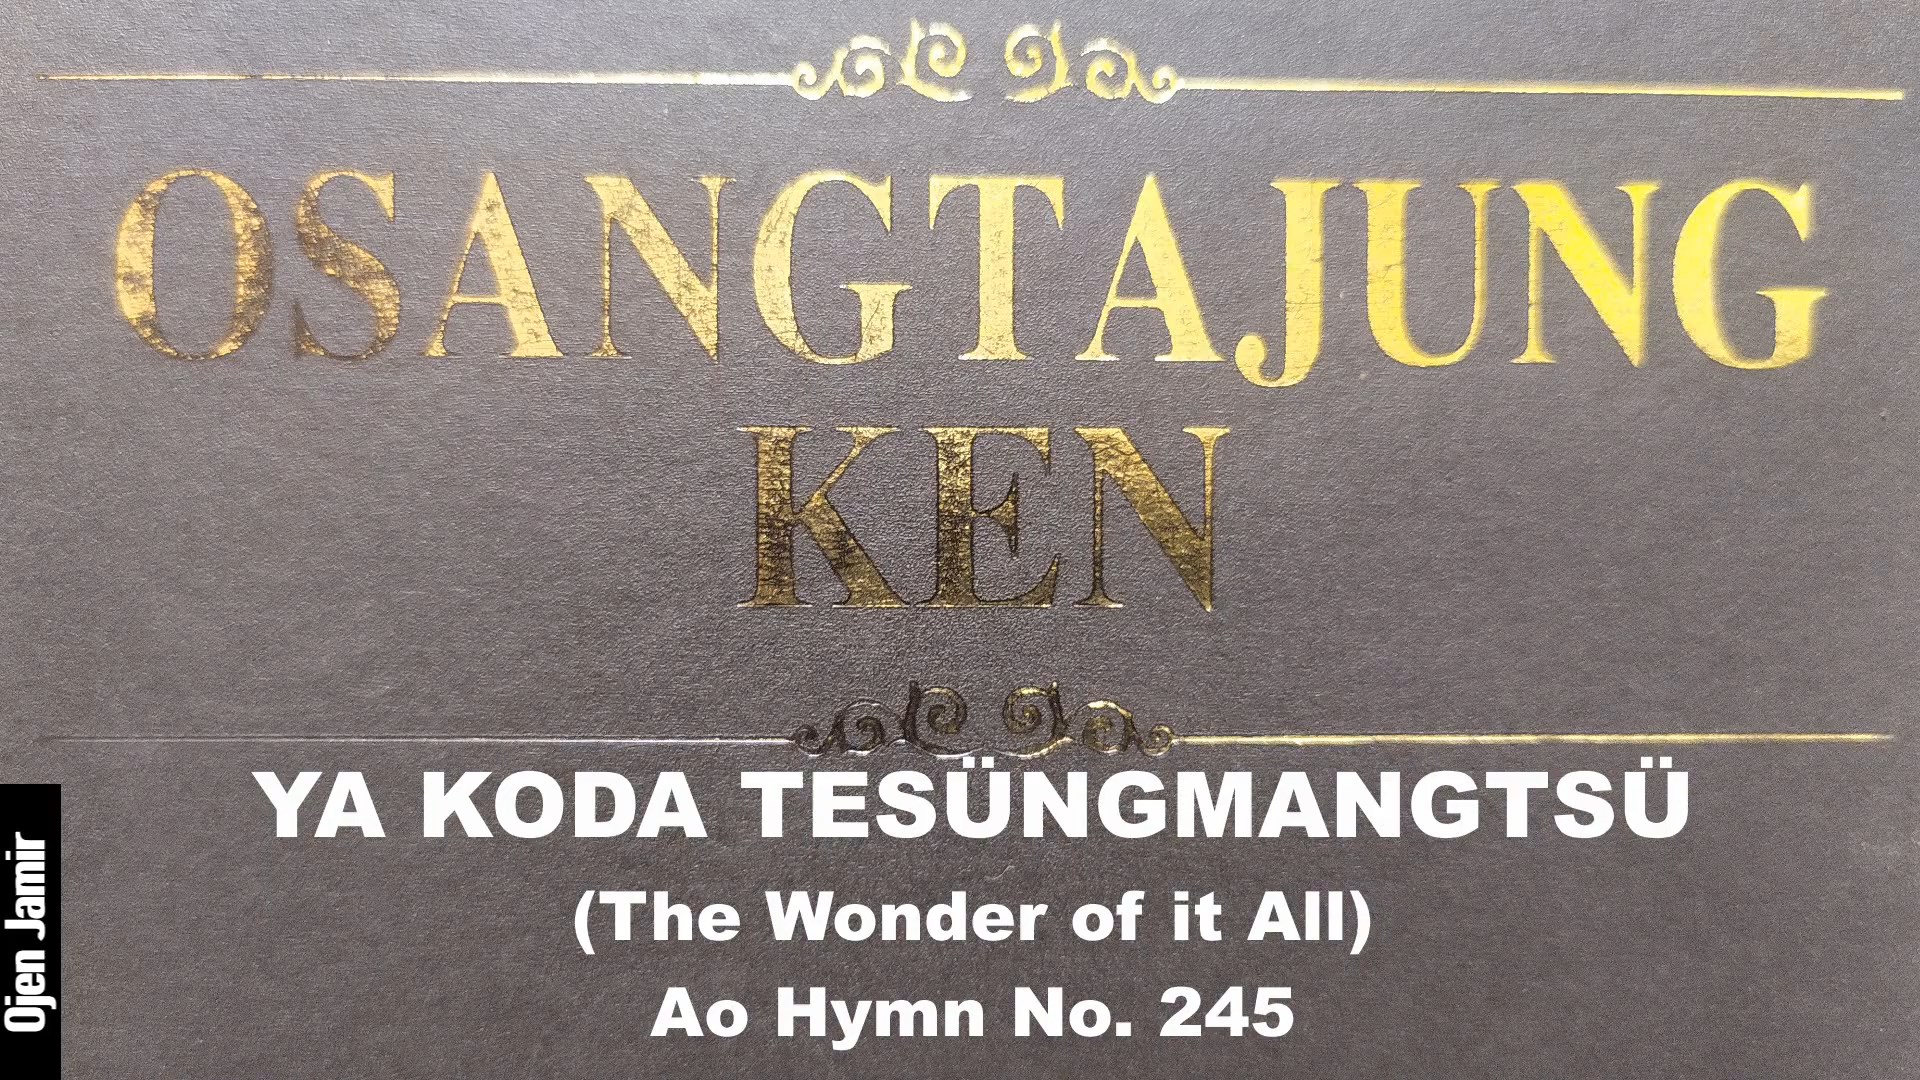 OSANGTAJUNG
KEN
YA KODA TESÜNGMANGTSÜ
(The Wonder of it All)
Ao Hymn No. 245
Ojen Jamir